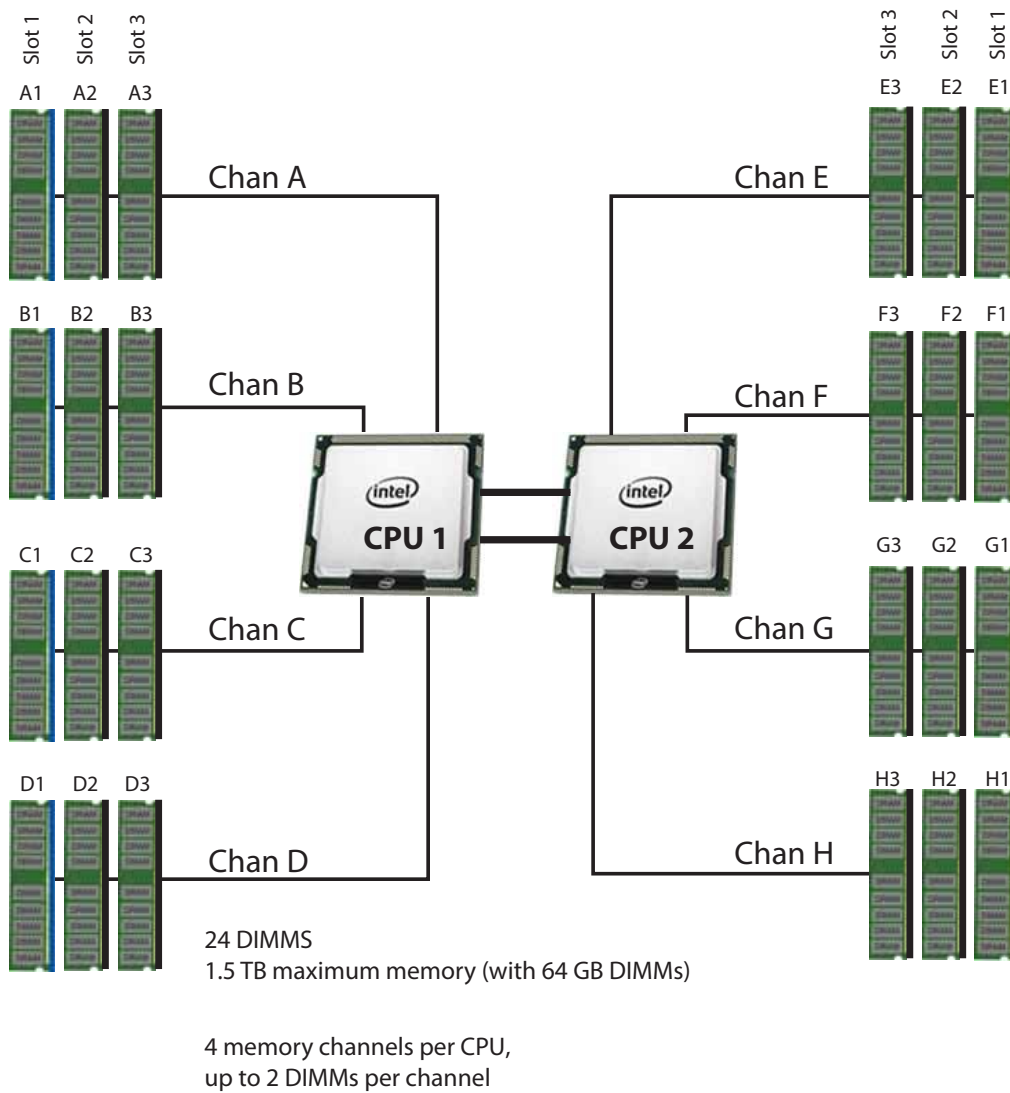 Slot 1 Slot 2 Slot 3
Slot 3 Slot 2 Slot 1
A1 A2 A3
E3 E2 E1
Chan A
Chan E
B1 B2 B3
F3 F2 F1
Chan B
Chan F
intel
CPU 1
intel
CPU 2
C1 C2 C3
G3 G2 G1
Chan C
Chan G
D1 D2 D3
H3 H2 H1
Chan D
Chan H
24 DIMMS
1.5 TB maximum memory (with 64 GB DIMMs)
4 memory channels per CPU,
up to 2 DIMMs per channel